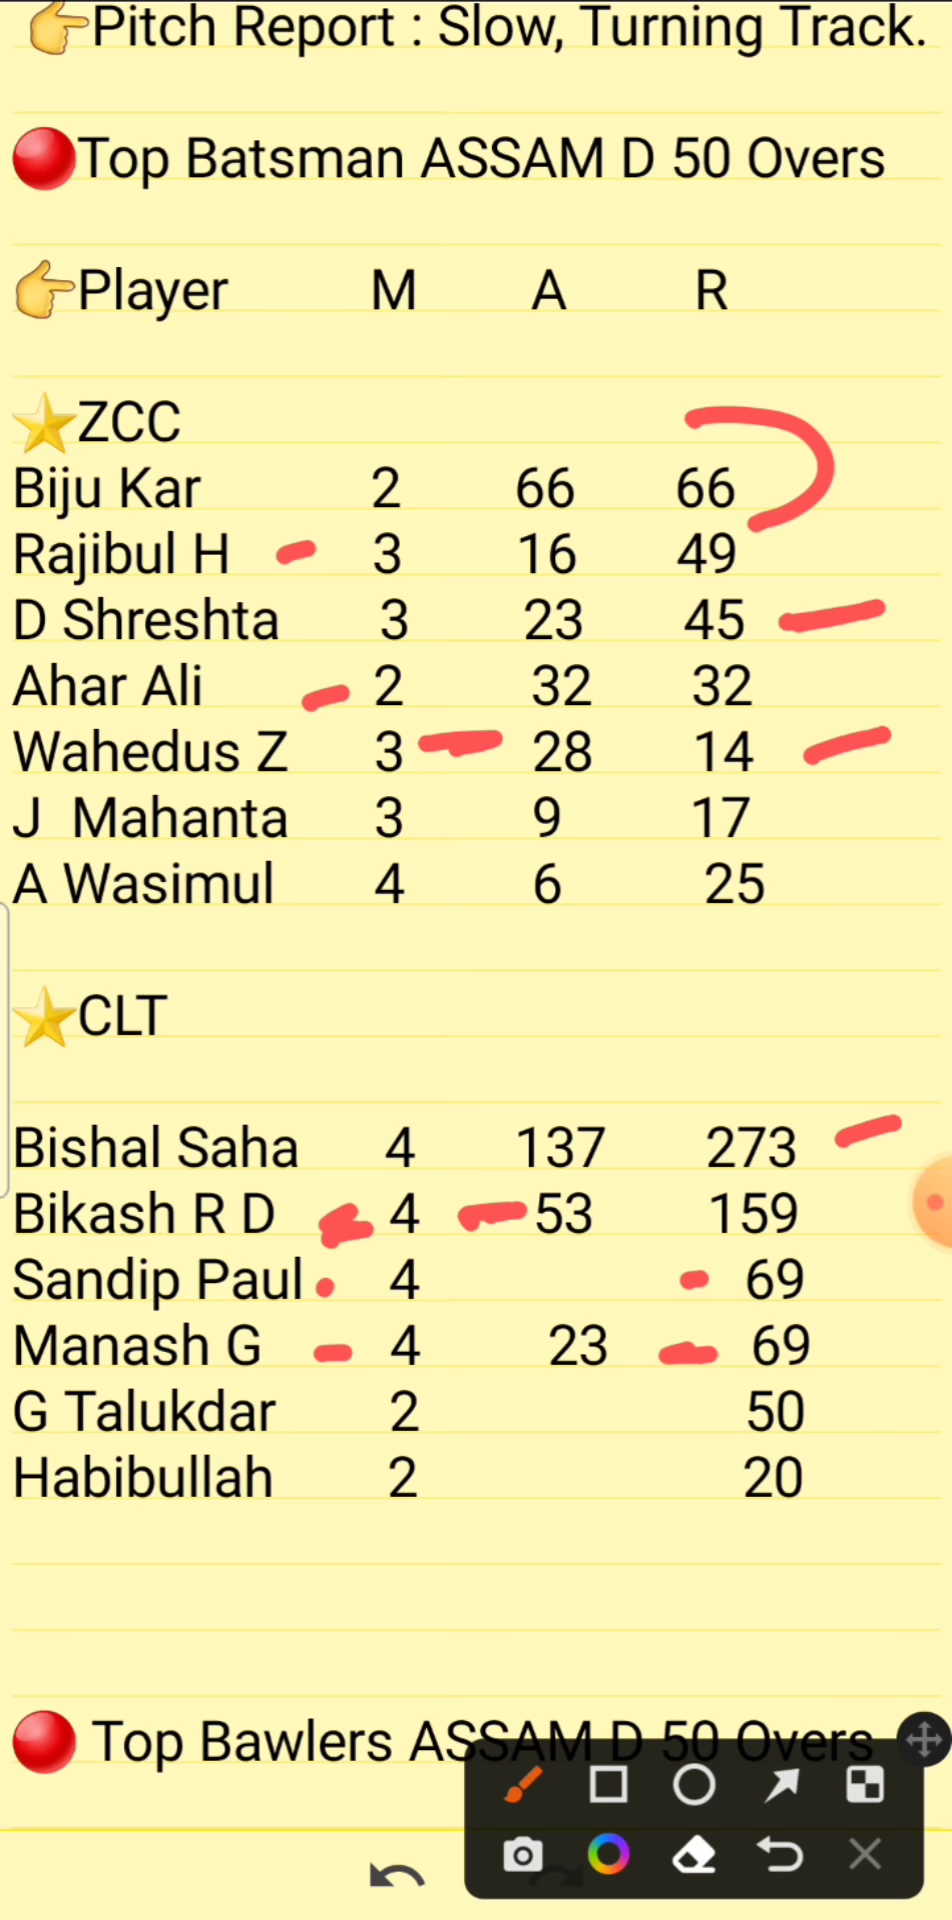 👉Pitch Report : Slow, Turning Track.
🔴Top Batsman ASSAM D 50 Overs
👉Player M A R
⭐ZCC
Biju Kar 2 66 66
Rajibul H 3 16 49
D Shreshta 3 23 45
Ahar Ali 2 32 32
Wahedus Z 3 28 14
J Mahanta 3 9 17
A Wasimul 4 6 25
⭐CLT
Bishal Saha 4 137 273
Bikash R D 4 53 159
Sandip Paul 4 69
Manash G 4 23 69
G Talukdar 2 50
Habibullah 2 20
🔴 Top Bawlers ASSAM D 50 Overs